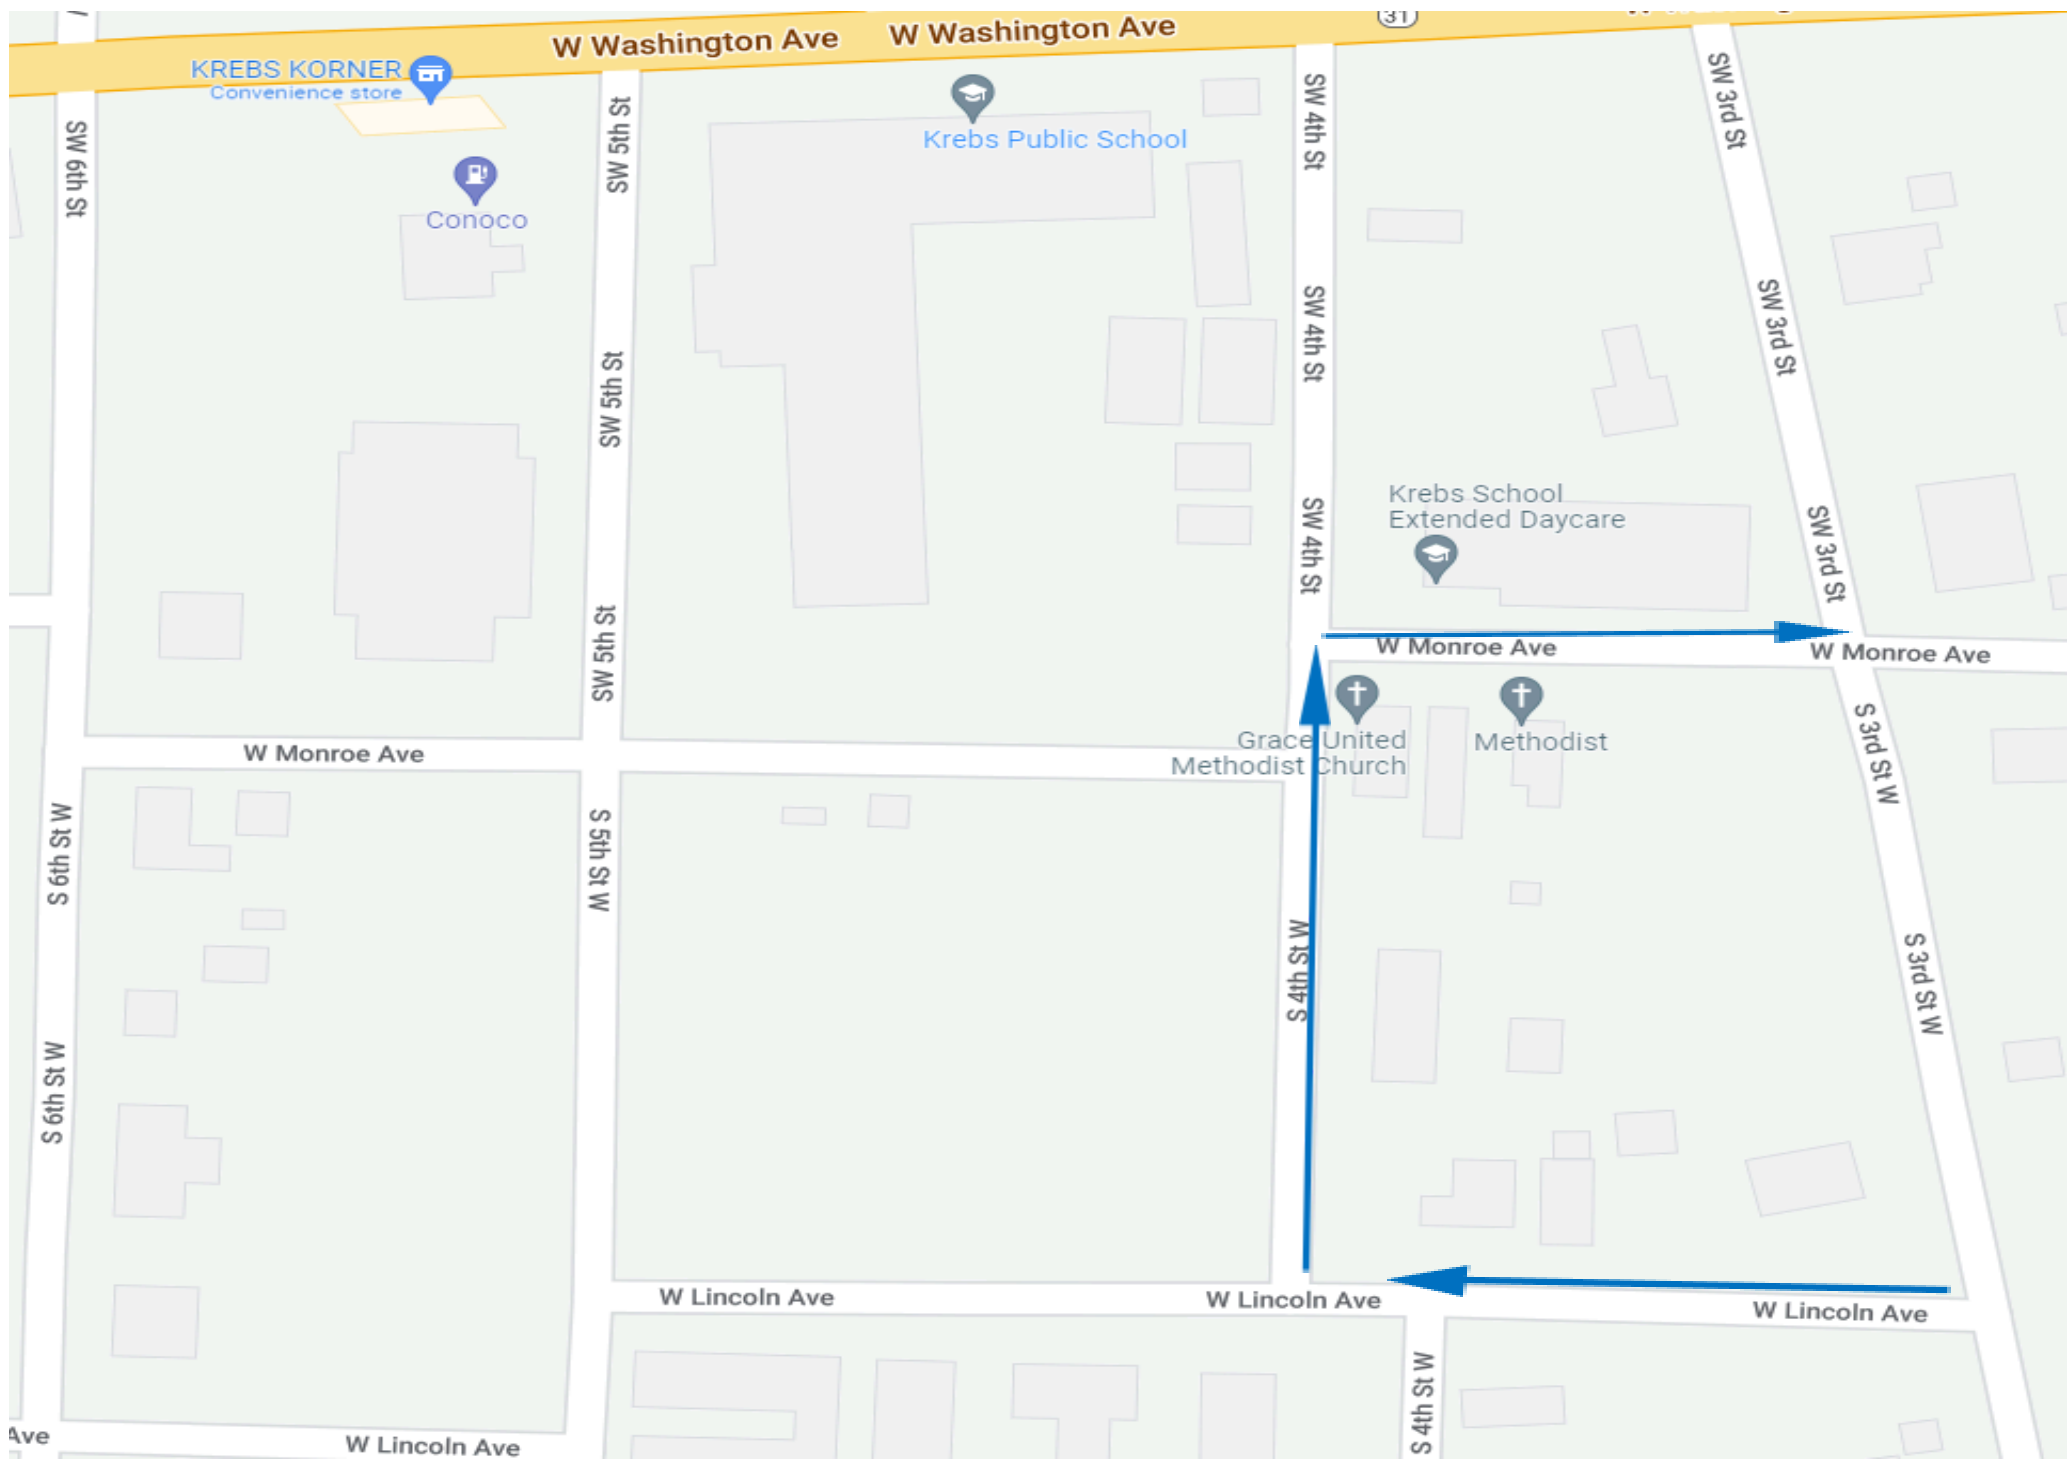 W Washington Ave
W Washington Ave
31
KREBS KORNER
Convenience store
Conoco
Krebs Public School
SW 6th St
SW 5th St
SW 4th St
SW 3rd St
SW 5th St
SW 4th St
SW 3rd St
Krebs School
Extended Daycare
SW 4th St
SW 3rd St
SW 5th St
W Monroe Ave
W Monroe Ave
W Monroe Ave
Grace United
Methodist Church
Methodist
S 3rd St W
S 6th St W
S 5th St W
S 4th St W
S 3rd St W
S 6th St W
W Lincoln Ave
W Lincoln Ave
W Lincoln Ave
S 4th St W
Ave
W Lincoln Ave